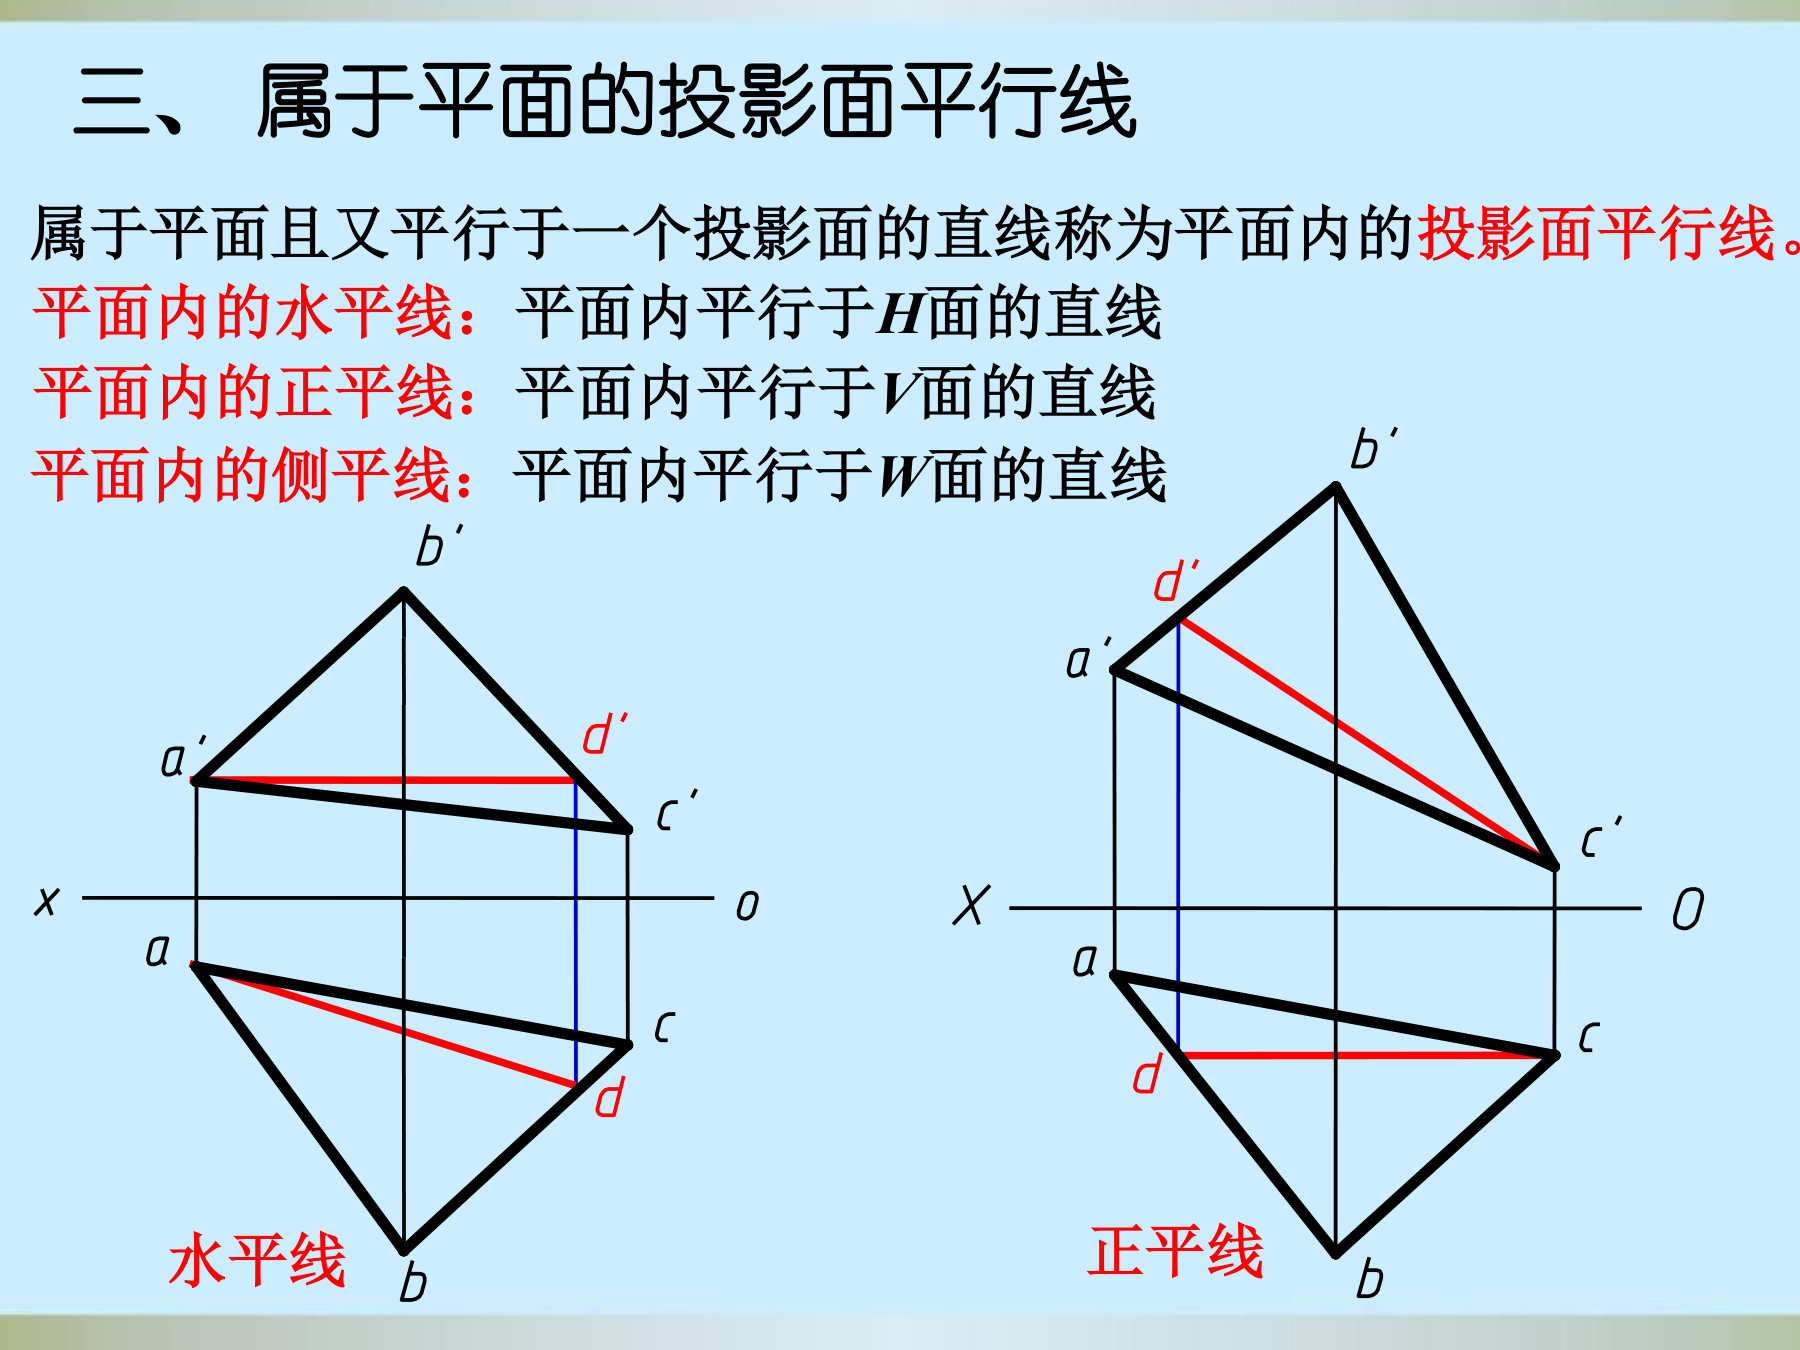 三、 属于平面的投影面平行线
属于平面且又平行于一个投影面的直线称为平面内的投影面平行线。
平面内的水平线：平面内平行于H面的直线
平面内的正平线：平面内平行于V面的直线
平面内的侧平线：平面内平行于W面的直线
b′
d′
a′
c′
x
o
a
c
d
b
水平线
b′
d′
a′
c′
X
O
a
c
d
b
正平线